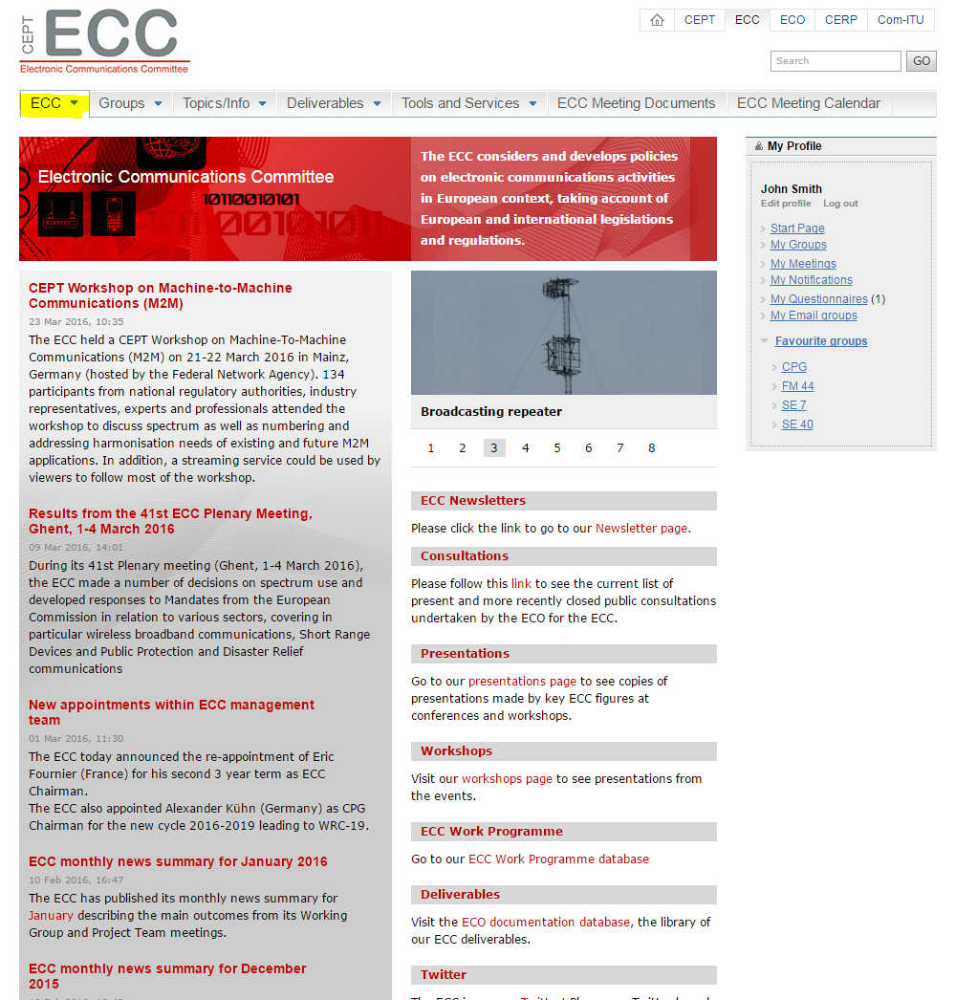 CEPT
ECC
Electronic Communications Committee
CEPT ECC ECO CERP Com-ITU
Search GO
ECC Groups Topics/Info Deliverables Tools and Services ECC Meeting Documents ECC Meeting Calendar
Electronic Communications Committee
10110010101
The ECC considers and develops policies
on electronic communications activities
in European context, taking account of
European and international legislations
and regulations.
CEPT Workshop on Machine-to-Machine
Communications (M2M)
23 Mar 2016, 10:35
The ECC held a CEPT Workshop on Machine-To-Machine
Communications (M2M) on 21-22 March 2016 in Mainz,
Germany (hosted by the Federal Network Agency). 134
participants from national regulatory authorities, industry
representatives, experts and professionals attended the
workshop to discuss spectrum as well as numbering and
addressing harmonisation needs of existing and future M2M
applications. In addition, a streaming service could be used by
viewers to follow most of the workshop.
Results from the 41st ECC Plenary Meeting,
Ghent, 1-4 March 2016
09 Mar 2016, 14:01
During its 41st Plenary meeting (Ghent, 1-4 March 2016),
the ECC made a number of decisions on spectrum use and
developed responses to Mandates from the European
Commission in relation to various sectors, covering in
particular wireless broadband communications, Short Range
Devices and Public Protection and Disaster Relief
communications
New appointments within ECC management
team
01 Mar 2016, 11:30
The ECC today announced the re-appointment of Eric
Fournier (France) for his second 3 year term as ECC
Chairman.
The ECC also appointed Alexander Kühn (Germany) as CPG
Chairman for the new cycle 2016-2019 leading to WRC-19.
ECC monthly news summary for January 2016
10 Feb 2016, 16:47
The ECC has published its monthly news summary for
January describing the main outcomes from its Working
Group and Project Team meetings.
ECC monthly news summary for December
2015
Broadcasting repeater
1 2 3 4 5 6 7 8
ECC Newsletters
Please click the link to go to our Newsletter page.
Consultations
Please follow this link to see the current list of
present and more recently closed public consultations
undertaken by the ECO for the ECC.
Presentations
Go to our presentations page to see copies of
presentations made by key ECC figures at
conferences and workshops.
Workshops
Visit our workshops page to see presentations from
the events.
ECC Work Programme
Go to our ECC Work Programme database
Deliverables
Visit the ECO documentation database, the library of
our ECC deliverables.
Twitter
My Profile
John Smith
Edit profile Log out
Start Page
My Groups
My Meetings
My Notifications
My Questionnaires (1)
My Email groups
Favourite groups
CPG
FM 44
SE 7
SE 40